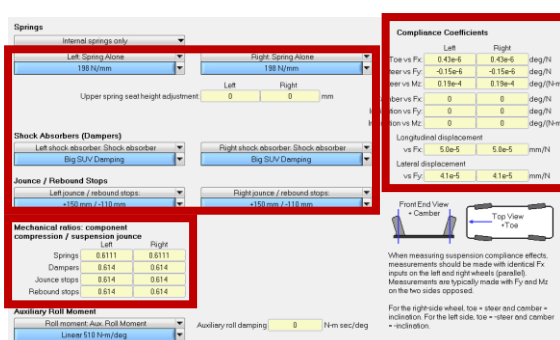 Springs
Internal springs only
Left: Spring Alone Right: Spring Alone
198 N/mm 198 N/mm
Left Right
Upper spring seat height adjustment: 0 0 mm
Shock Absorbers (Dampers)
Left shock absorber: Shock absorber Right shock absorber: Shock absorber
Big SUV Damping Big SUV Damping
Jounce / Rebound Stops
Left jounce / rebound stops: Right jounce / rebound stops:
+150 mm / -110 mm +150 mm / -110 mm
Mechanical ratios: component
compression / suspension jounce
Left Right
Springs 0.6111 0.6111
Dampers 0.614 0.614
Jounce stops 0.614 0.614
Rebound stops 0.614 0.614
Auxiliary Roll Moment
Roll moment: Aux. Roll Moment Auxiliary roll damping: 0 N-m sec/deg
Linear 510 N-m/deg
Compliance Coefficients
Left Right
Toe vs Fx: 0.43e-6 0.43e-6 deg/N
teer vs Fy: -0.15e-6 -0.15e-6 deg/N
teer vs Mz: 0.19e-4 0.19e-4 deg/(N-m
vs Fx: 0 0 deg/N
vs Fy: 0 0 deg/N
vs Mz: 0 0 deg/(N-m
Longitudinal displacement
vs Fx: 5.0e-5 5.0e-5 mm/N
Lateral displacement
vs Fy: 4.1e-5 4.1e-5 mm/N
Front End View
+ Camber
Top View
+Toe
When measuring suspension compliance effects,
measurements should be made with identical Fx
inputs on the left and right wheels (parallel).
Measurements are typically made with Fy and Mz
on the two sides opposed.
For the right-side wheel, toe = steer and camber =
inclination. For the left side, toe = -steer and camber
= -inclination.